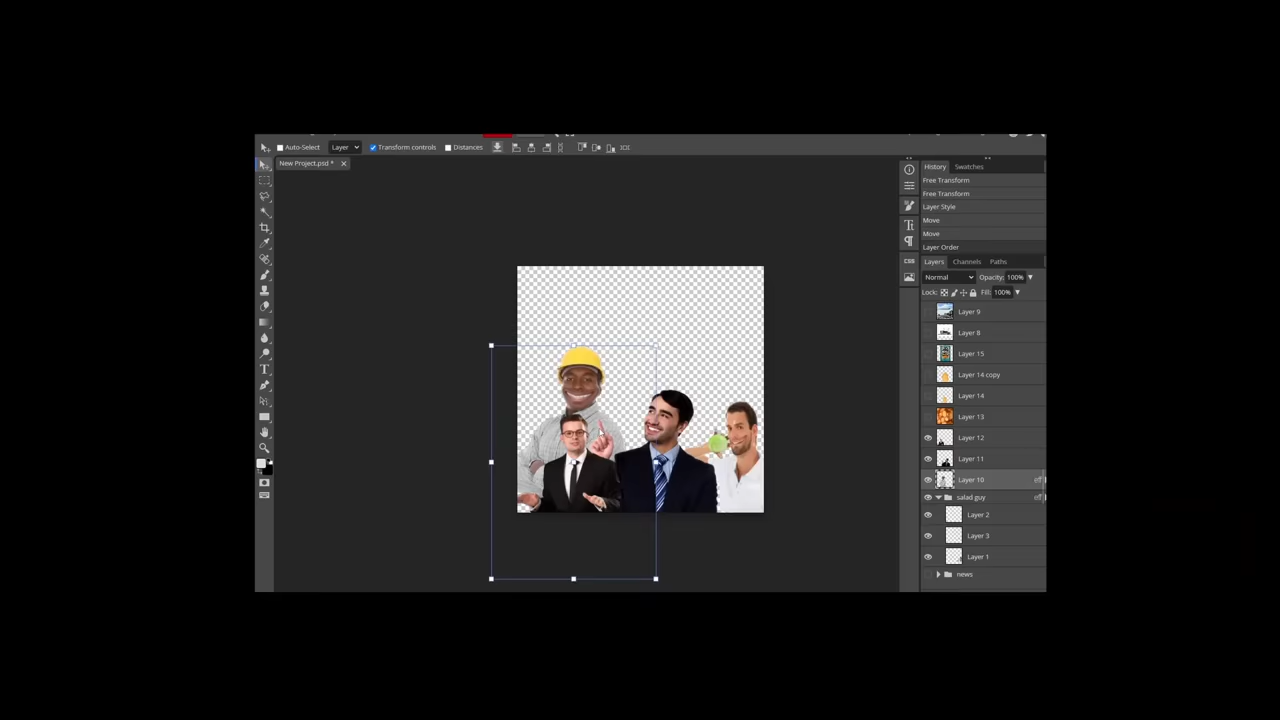 Auto-Select Layer Transform controls Distances
New Project.psd *
History Swatches
Free Transform
Free Transform
Layer Style
Move
Move
Layer Order
Layers Channels Paths
Normal Opacity: 100%
Lock: Fill: 100%
CSS
Layer 9
Layer 8
Layer 15
Layer 14 copy
Layer 14
Layer 13
Layer 12
Layer 11
Layer 10
salad guy
Layer 2
Layer 3
Layer 1
news